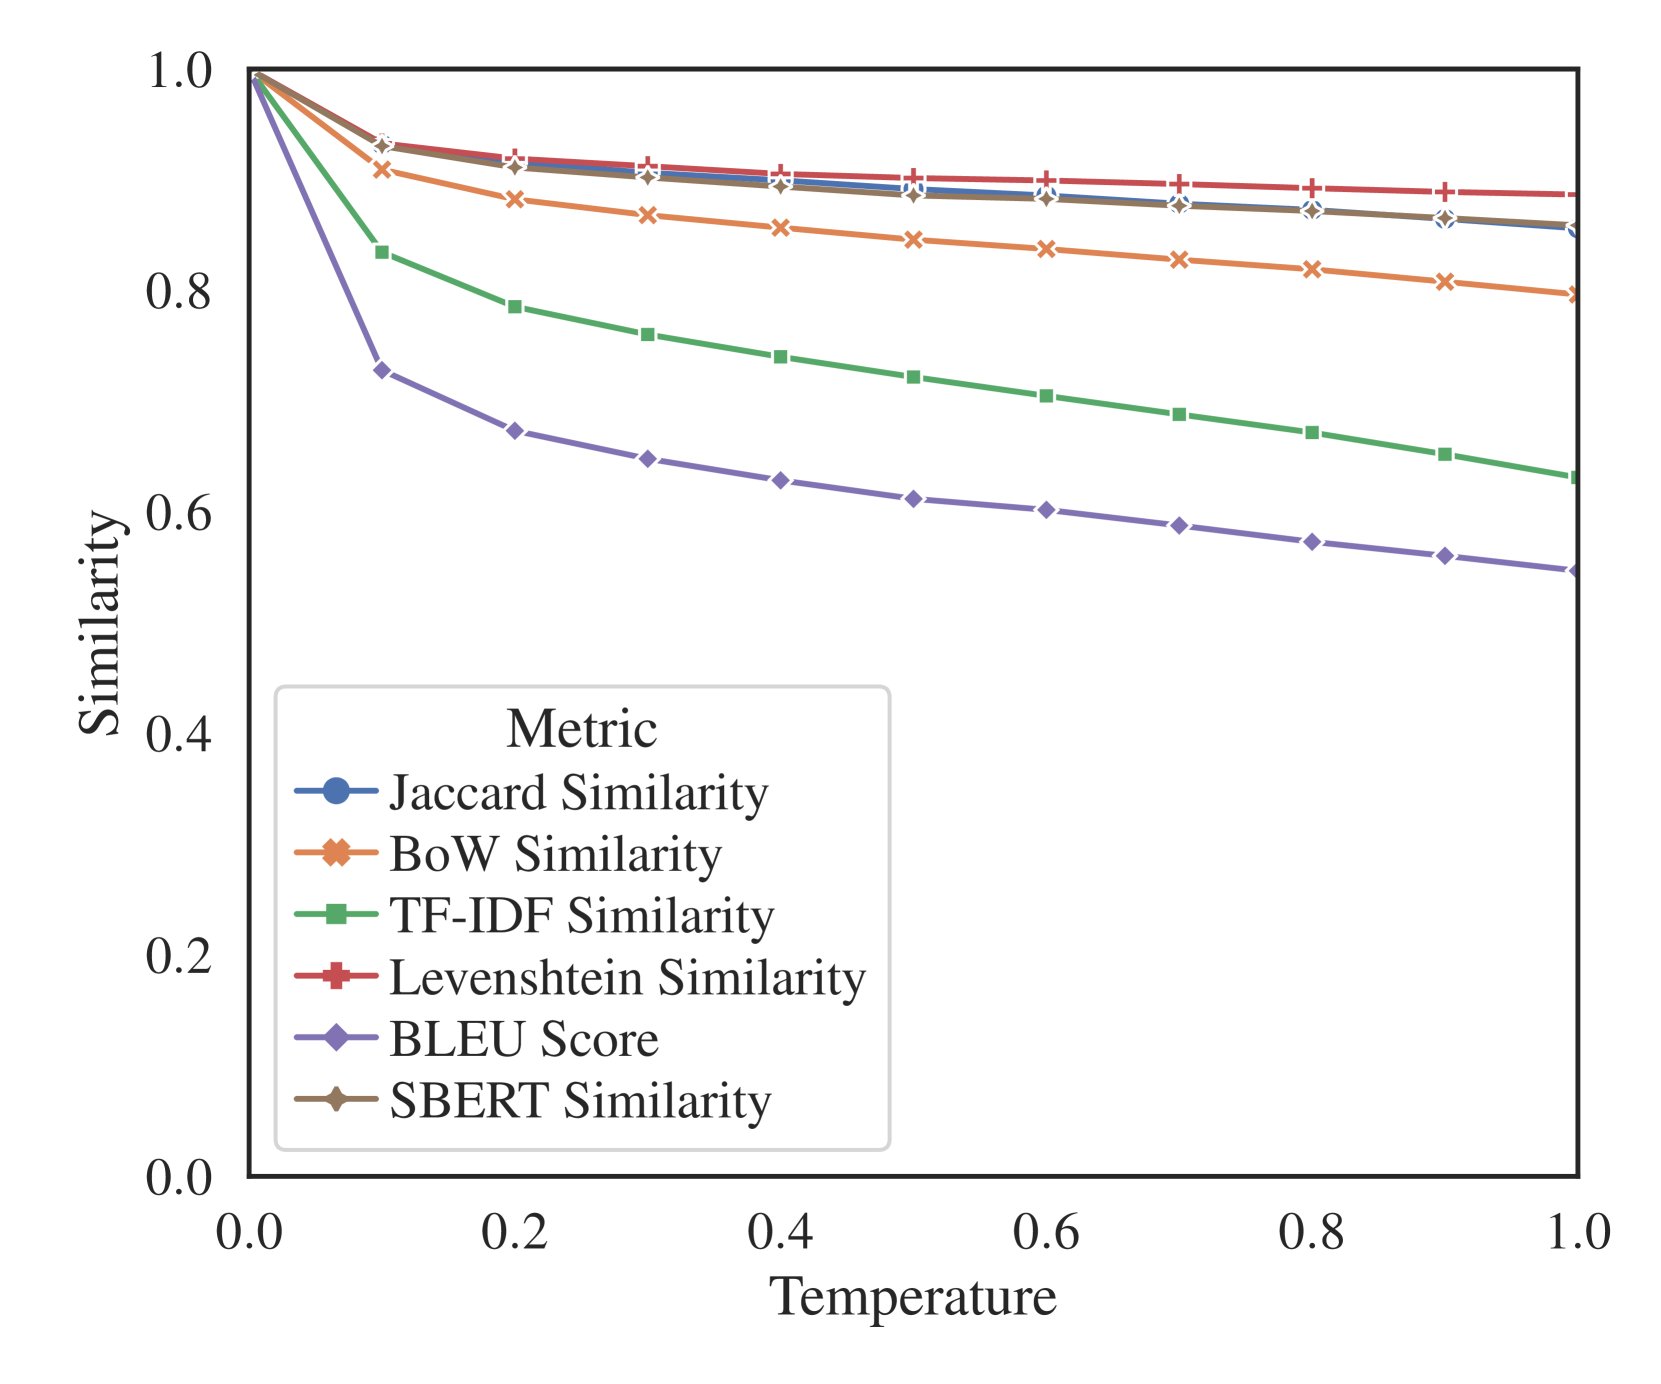 1.0
0.8
0.6
0.4
0.2
0.0
Similarity
Metric
Jaccard Similarity
BoW Similarity
TF-IDF Similarity
Levenshtein Similarity
BLEU Score
SBERT Similarity
0.0 0.2 0.4 0.6 0.8 1.0
Temperature